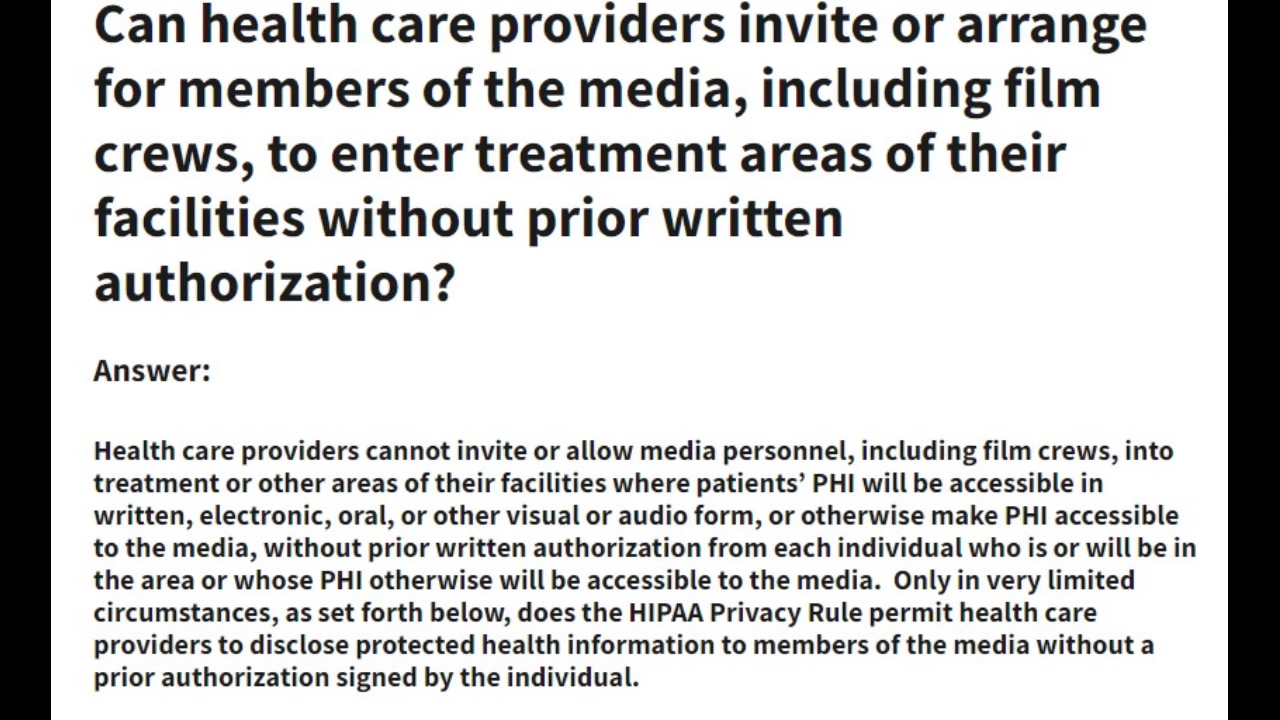 Can health care providers invite or arrange
for members of the media, including film
crews, to enter treatment areas of their
facilities without prior written
authorization?
Answer:
Health care providers cannot invite or allow media personnel, including film crews, into
treatment or other areas of their facilities where patients’ PHI will be accessible in
written, electronic, oral, or other visual or audio form, or otherwise make PHI accessible
to the media, without prior written authorization from each individual who is or will be in
the area or whose PHI otherwise will be accessible to the media.  Only in very limited
circumstances, as set forth below, does the HIPAA Privacy Rule permit health care
providers to disclose protected health information to members of the media without a
prior authorization signed by the individual.